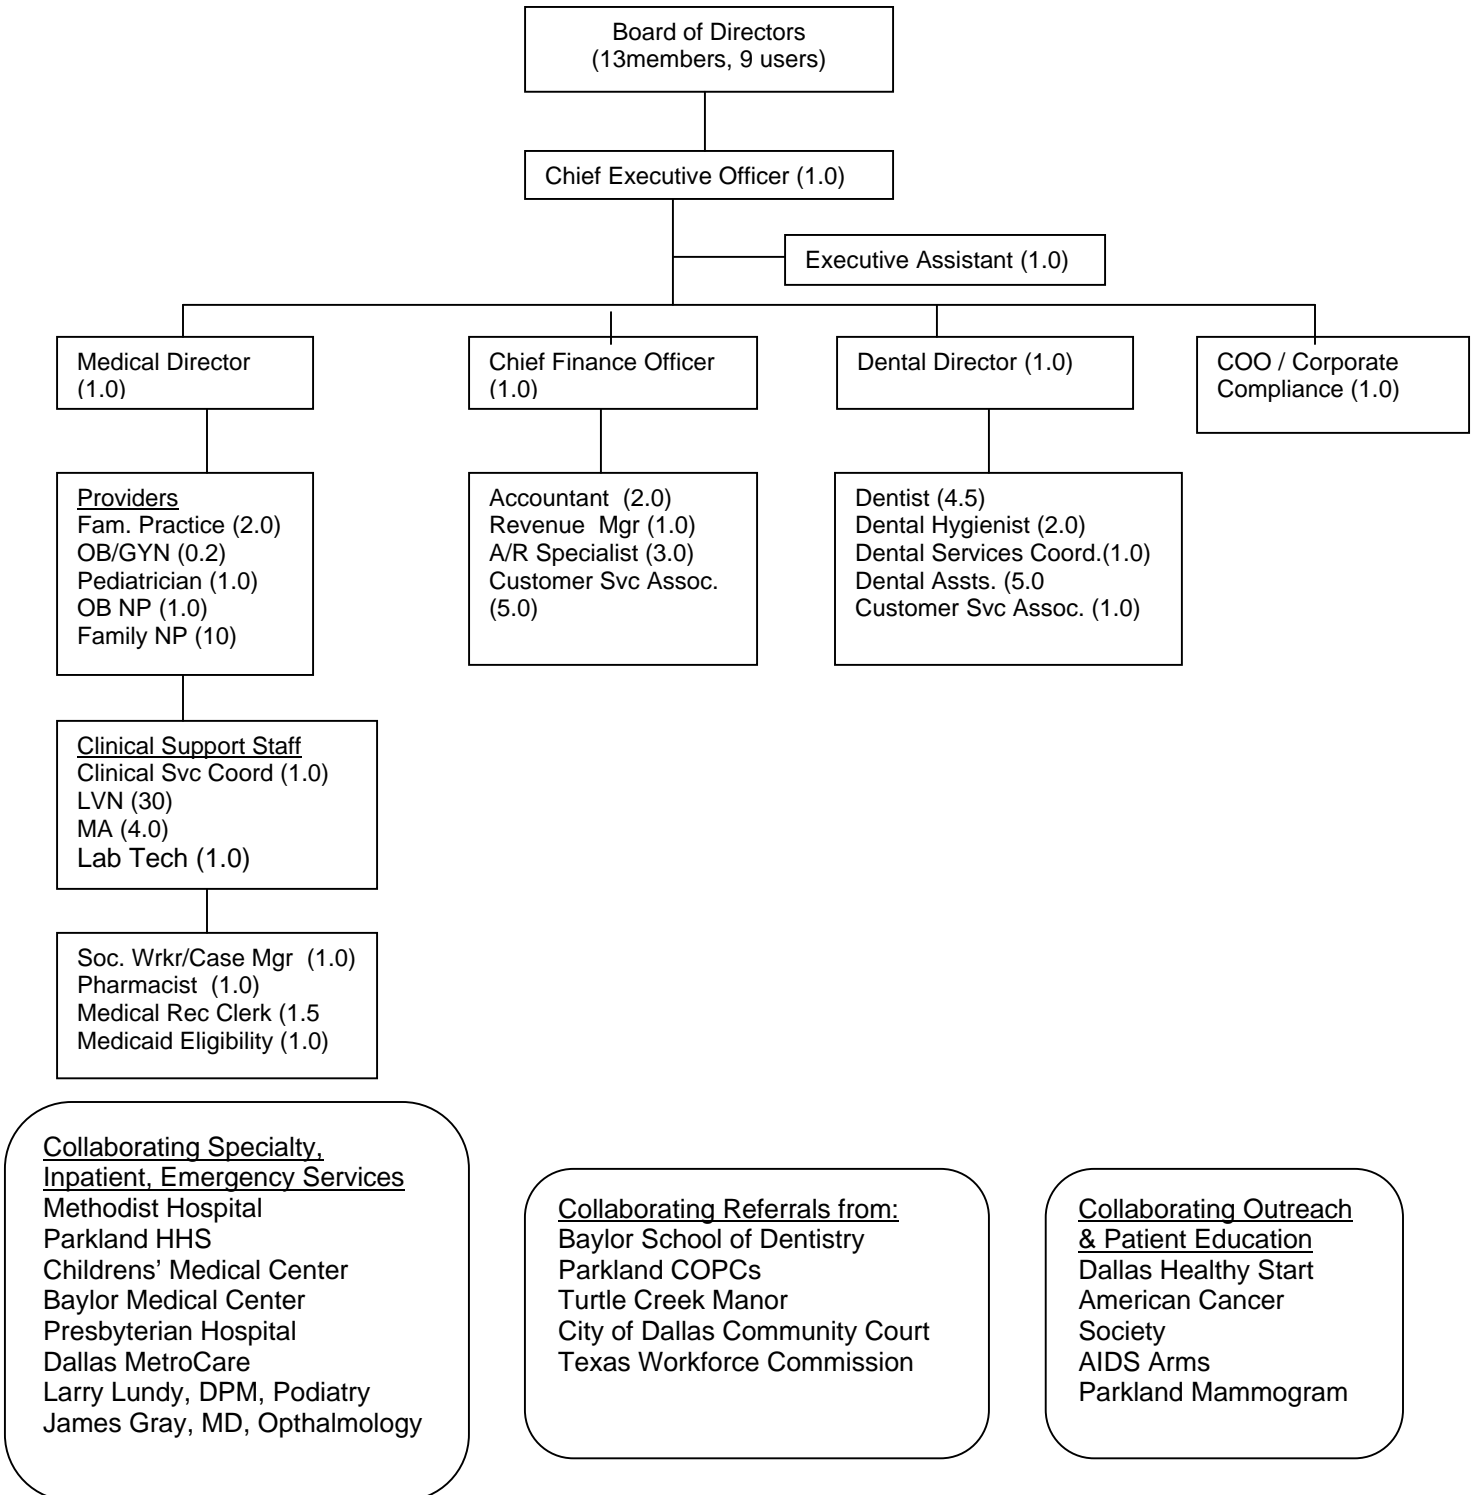 Board of Directors
(13members, 9 users)
Chief Executive Officer (1.0)
Executive Assistant (1.0)
Medical Director
(1.0)
Chief Finance Officer
(1.0)
Dental Director (1.0)
COO / Corporate
Compliance (1.0)
Providers
Fam. Practice (2.0)
OB/GYN (0.2)
Pediatrician (1.0)
OB NP (1.0)
Family NP (10)
Accountant  (2.0)
Revenue  Mgr (1.0)
A/R Specialist (3.0)
Customer Svc Assoc.
(5.0)
Dentist (4.5)
Dental Hygienist (2.0)
Dental Services Coord.(1.0)
Dental Assts. (5.0
Customer Svc Assoc. (1.0)
Clinical Support Staff
Clinical Svc Coord (1.0)
LVN (30)
MA (4.0)
Lab Tech (1.0)
Soc. Wrkr/Case Mgr  (1.0)
Pharmacist  (1.0)
Medical Rec Clerk (1.5
Medicaid Eligibility (1.0)
Collaborating Specialty,
Inpatient, Emergency Services
Methodist Hospital
Parkland HHS
Childrens’ Medical Center
Baylor Medical Center
Presbyterian Hospital
Dallas MetroCare
Larry Lundy, DPM, Podiatry
James Gray, MD, Opthalmology
Collaborating Referrals from:
Baylor School of Dentistry
Parkland COPCs
Turtle Creek Manor
City of Dallas Community Court
Texas Workforce Commission
Collaborating Outreach
& Patient Education
Dallas Healthy Start
American Cancer
Society
AIDS Arms
Parkland Mammogram